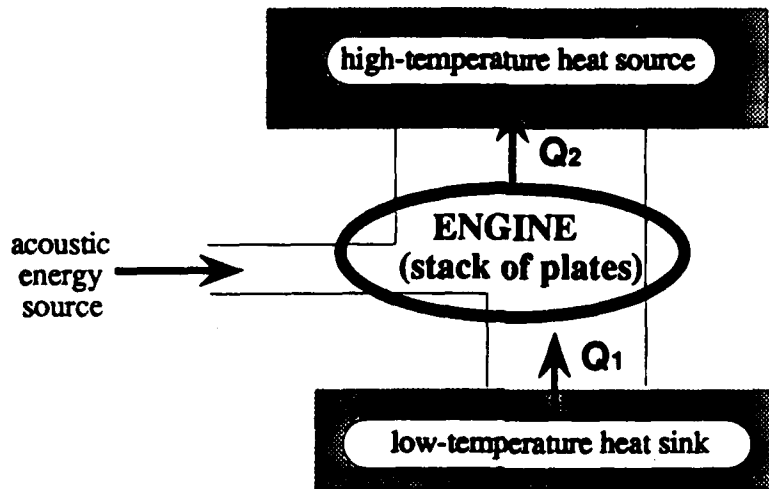 high-temperature heat source
Q2
ENGINE
(stack of plates)
acoustic
energy
source
Q1
low-temperature heat sink